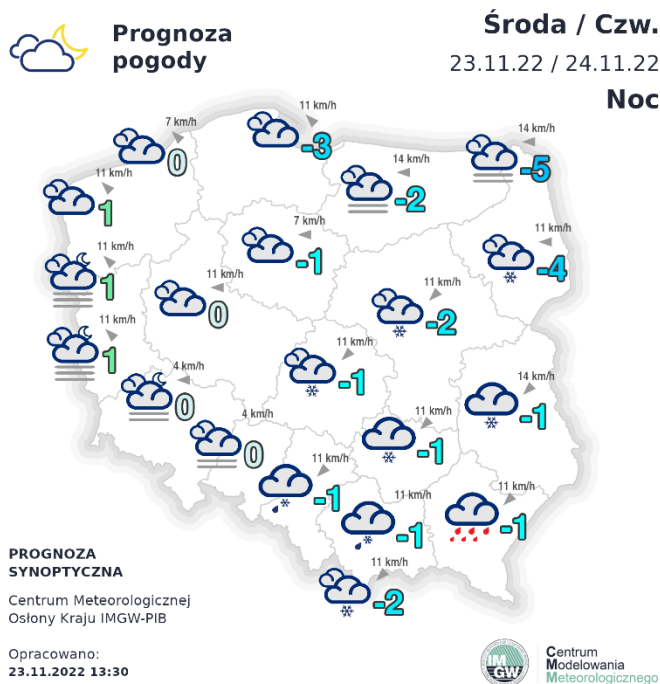 Prognoza
pogody
Środa / Czw.
23.11.22 / 24.11.22
Noc
11 km/h
-3
7 km/h
0
14 km/h
-5
14 km/h
-2
11 km/h
1
7 km/h
-1
11 km/h
-4
11 km/h
1
11 km/h
0
11 km/h
-2
11 km/h
1
11 km/h
-1
4 km/h
0
14 km/h
-1
4 km/h
0
11 km/h
-1
11 km/h
-1
11 km/h
-1
11 km/h
-1
11 km/h
-2
PROGNOZA
SYNOPTYCZNA
Centrum Meteorologicznej
Osłony Kraju IMGW-PIB
Opracowano:
23.11.2022 13:30
IM
GW
Centrum
Modelowania
Meteorologicznego